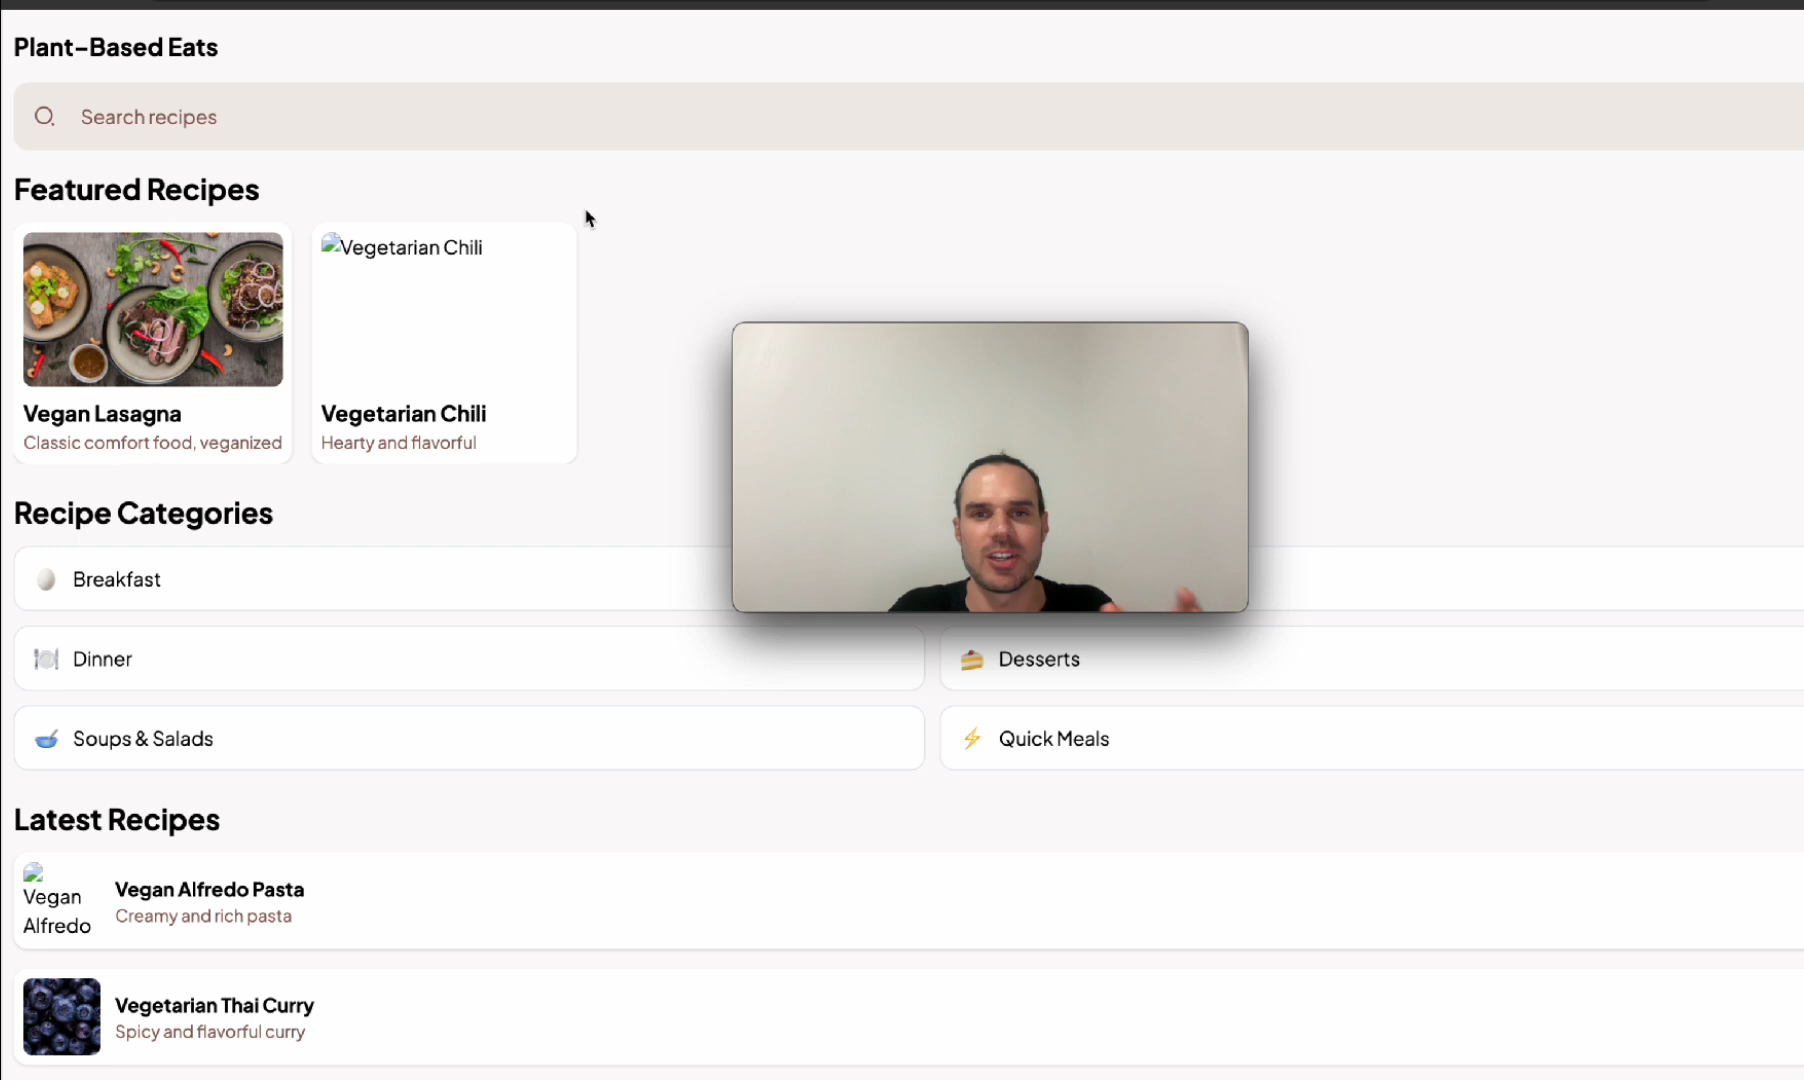 Plant-Based Eats
Search recipes
Featured Recipes
Vegetarian Chili
Vegan Lasagna
Classic comfort food, veganized
Vegetarian Chili
Hearty and flavorful
Recipe Categories
Breakfast
Dinner
Desserts
Soups & Salads
Quick Meals
Latest Recipes
Vegan
Alfredo
Vegan Alfredo Pasta
Creamy and rich pasta
Vegetarian Thai Curry
Spicy and flavorful curry